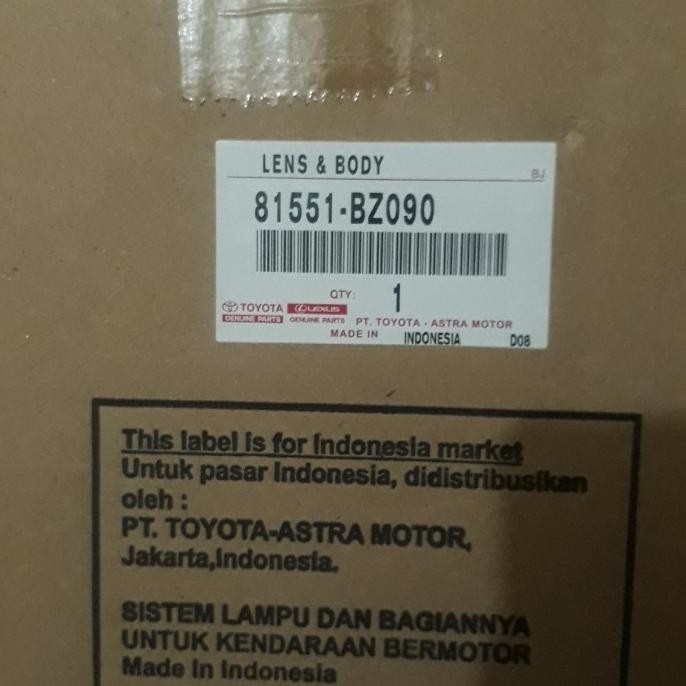 LENS & BODY
BJ
81551-BZ090
QTY: 1
TOYOTA LEXUS
GENUINE PARTS GENUINE PARTS PT. TOYOTA - ASTRA MOTOR
MADE IN INDONESIA D08
This label is for Indonesia market
Untuk pasar Indonesia, didistribusikan
oleh :
PT. TOYOTA-ASTRA MOTOR,
Jakarta,Indonesia.
SISTEM LAMPU DAN BAGIANNYA
UNTUK KENDARAAN BERMOTOR
Made In Indonesia